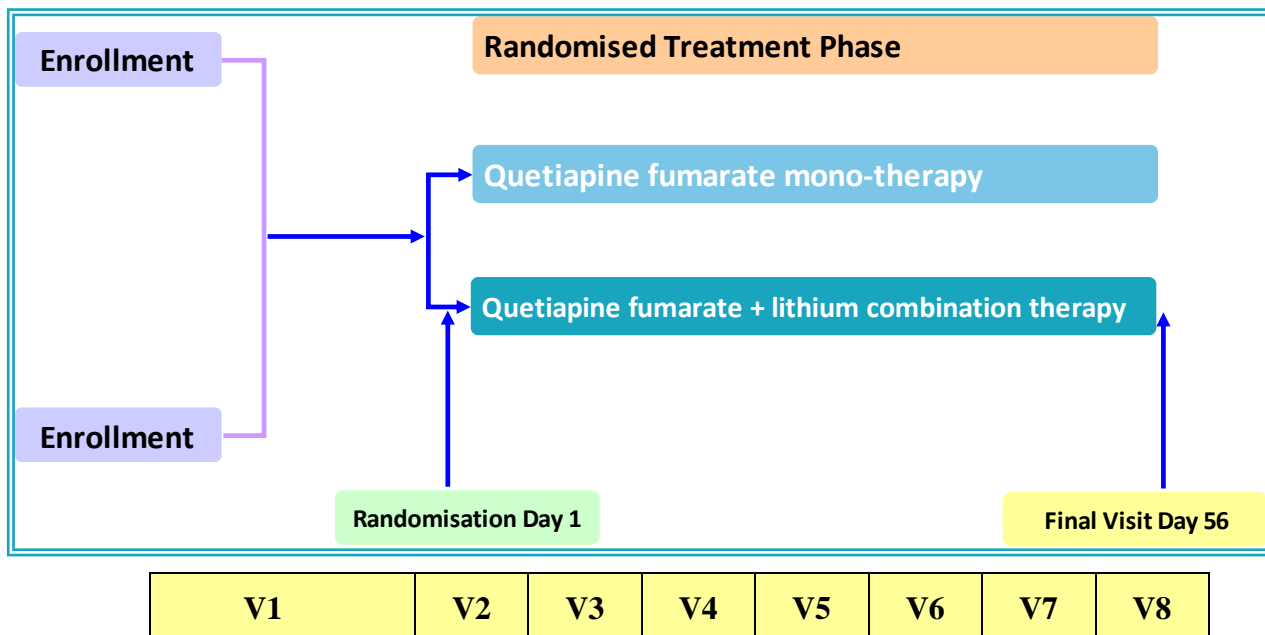 Enrollment
Randomised Treatment Phase
Quetiapine fumarate mono-therapy
Quetiapine fumarate + lithium combination therapy
Enrollment
Randomisation Day 1
Final Visit Day 56
V1 V2 V3 V4 V5 V6 V7 V8